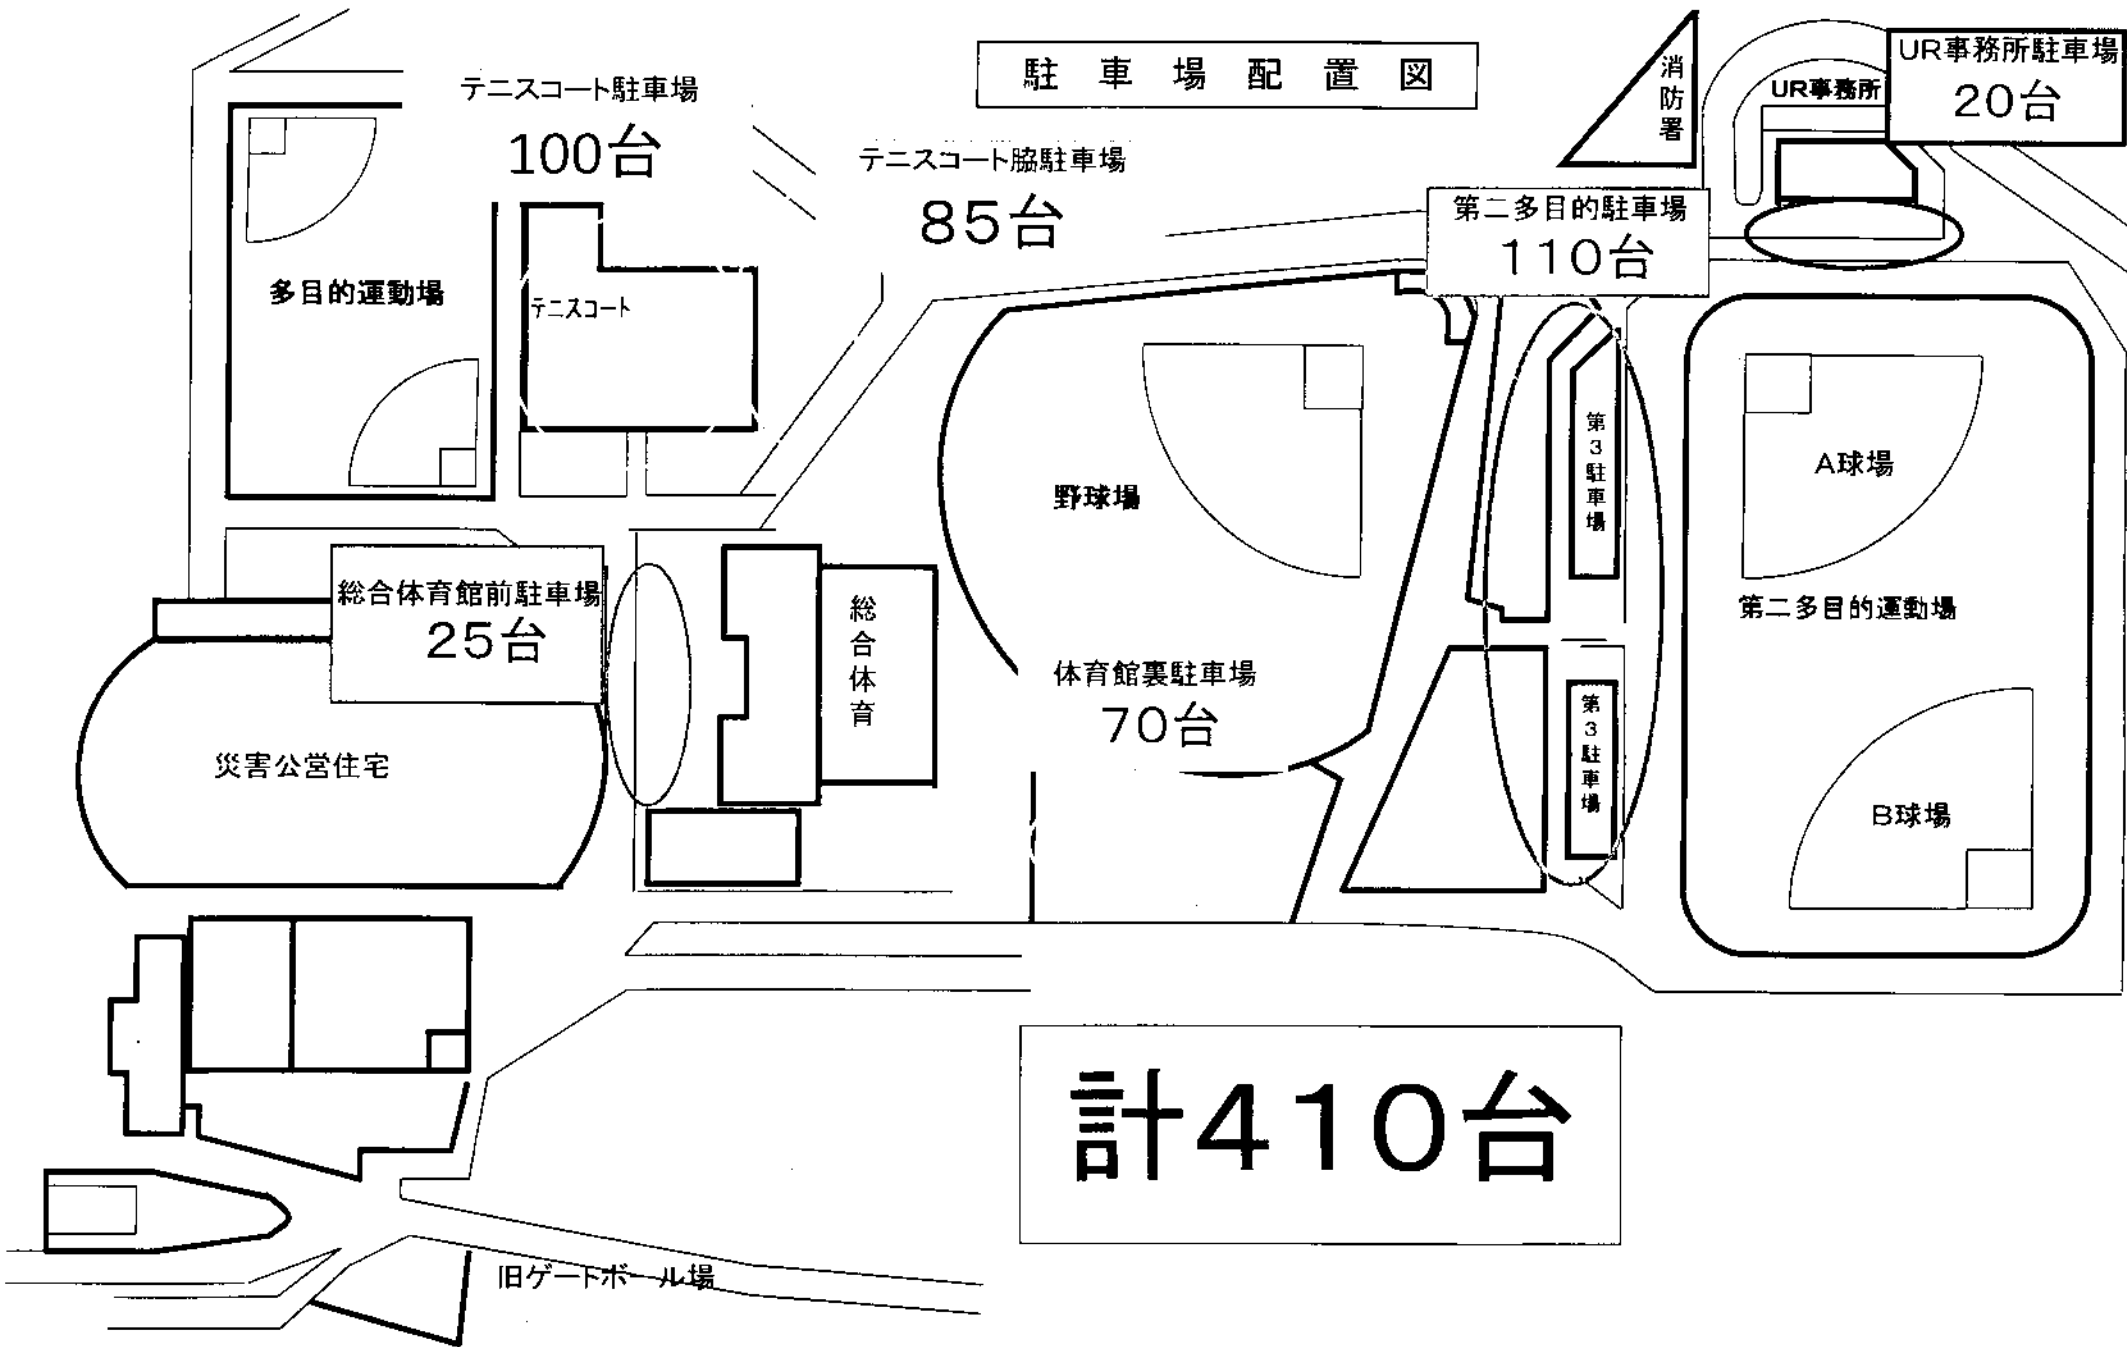 駐車場配置図
テニスコート駐車場
100台
テニスコート脇駐車場
85台
消防署
UR事務所
UR事務所駐車場
20台
第二多目的駐車場
110台
多目的運動場
テニスコート
野球場
第3駐車場
A球場
第二多目的運動場
総合体育館前駐車場
25台
総合体育
体育館裏駐車場
70台
第3駐車場
B球場
災害公営住宅
計410台
旧ゲートボール場